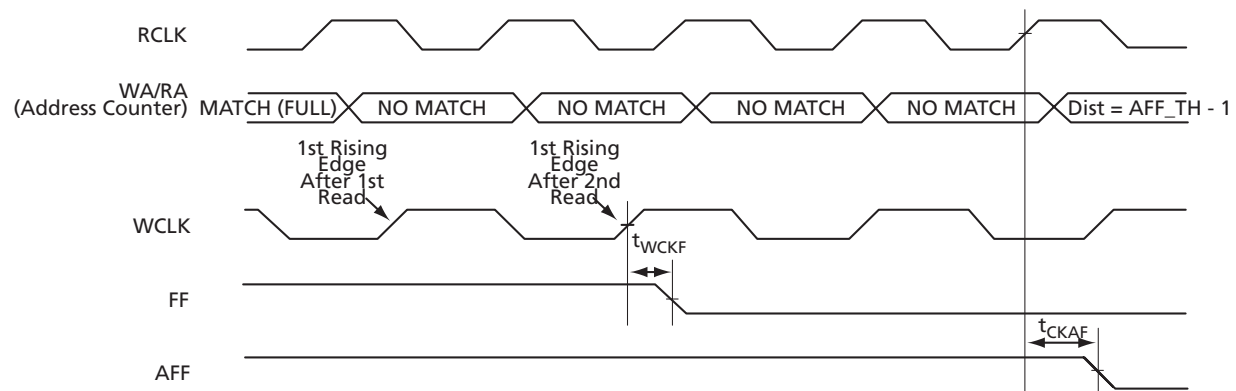 RCLK
WA/RA
(Address Counter)
MATCH (FULL)
NO MATCH
NO MATCH
NO MATCH
NO MATCH
Dist = AFF_TH - 1
1st Rising
Edge
After 1st
Read
1st Rising
Edge
After 2nd
Read
WCLK
tWCKF
FF
tCKAF
AFF